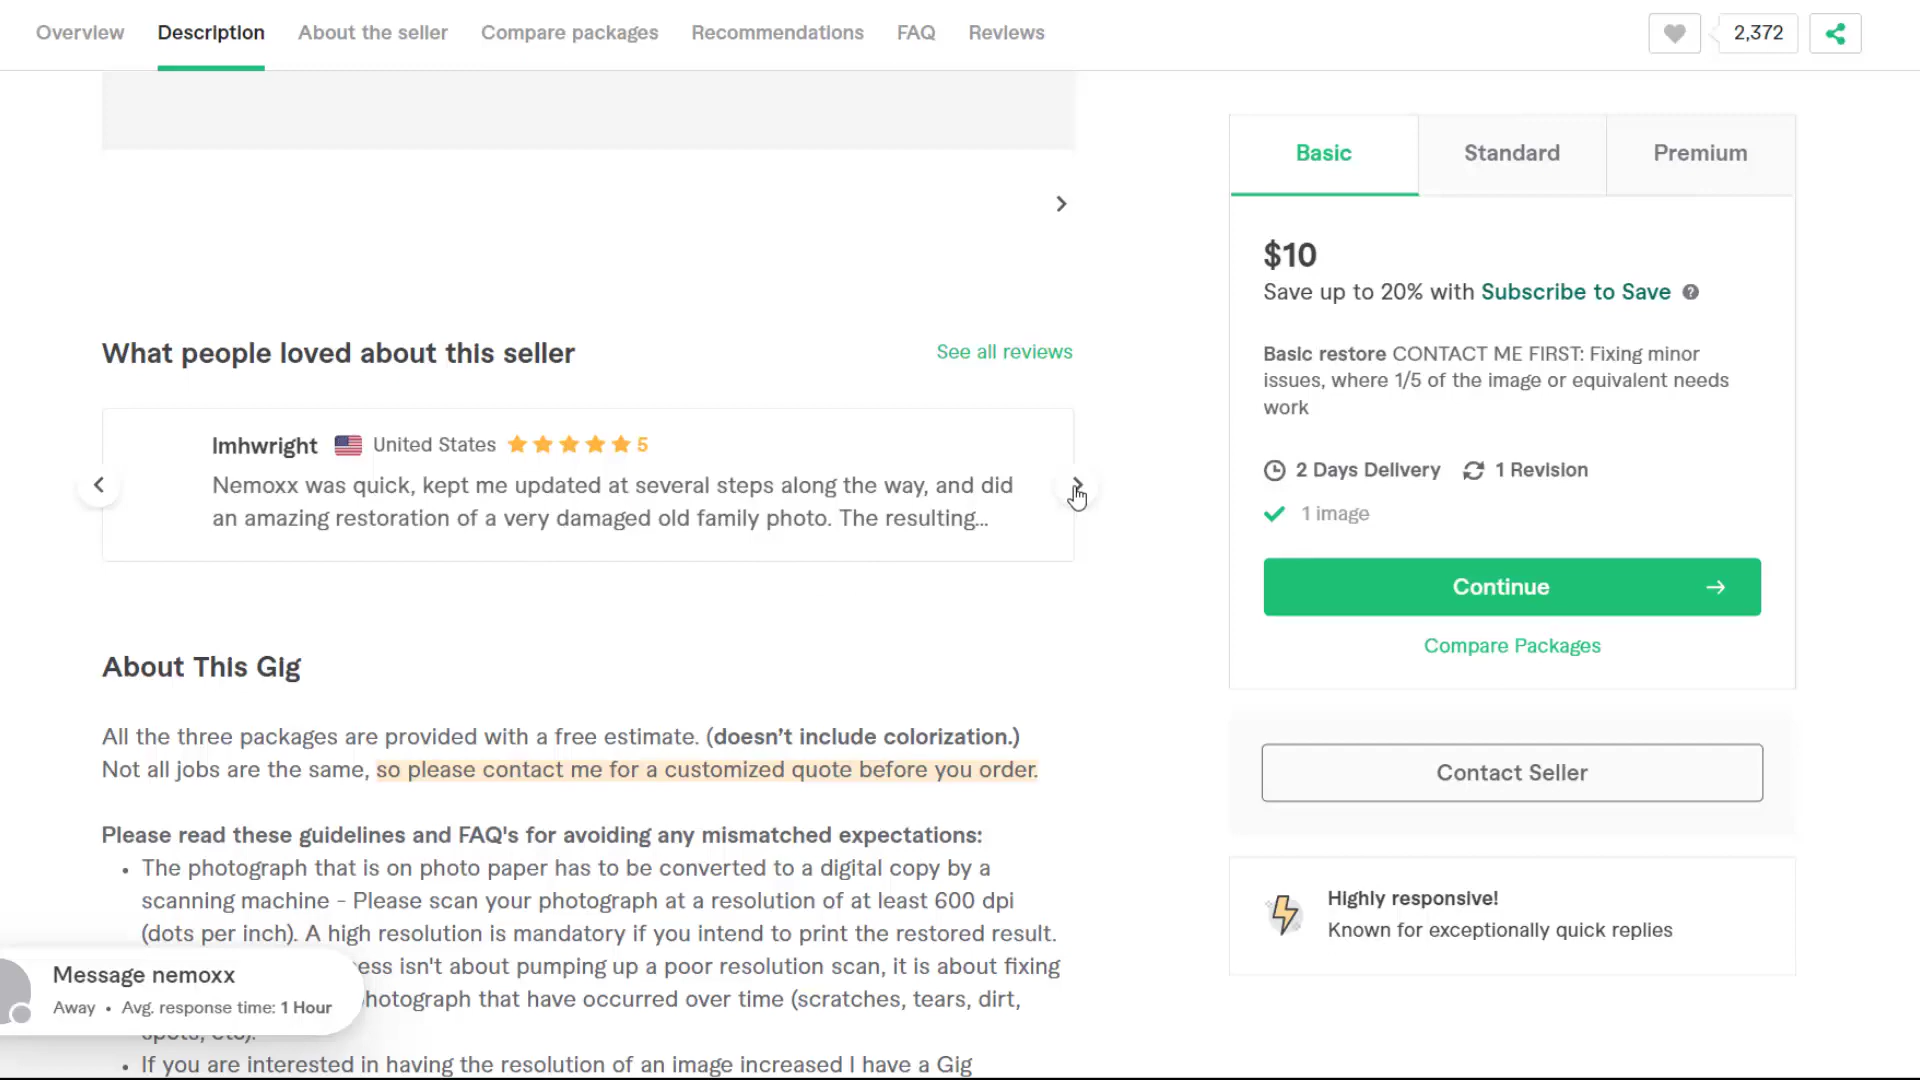 Overview Description About the seller Compare packages Recommendations FAQ Reviews 2,372
Basic Standard Premium
$10
Save up to 20% with Subscribe to Save
Basic restore CONTACT ME FIRST: Fixing minor
issues, where 1/5 of the image or equivalent needs
work
2 Days Delivery 1 Revision
1 image
Continue
Compare Packages
Contact Seller
Highly responsive!
Known for exceptionally quick replies
What people loved about this seller See all reviews
lmhwright United States 5
Nemoxx was quick, kept me updated at several steps along the way, and did
an amazing restoration of a very damaged old family photo. The resulting...
About This Gig
All the three packages are provided with a free estimate. (doesn't include colorization.)
Not all jobs are the same, so please contact me for a customized quote before you order.
Please read these guidelines and FAQ's for avoiding any mismatched expectations:
• The photograph that is on photo paper has to be converted to a digital copy by a
scanning machine - Please scan your photograph at a resolution of at least 600 dpi
(dots per inch). A high resolution is mandatory if you intend to print the restored result.
isn't about pumping up a poor resolution scan, it is about fixing
that have occurred over time (scratches, tears, dirt,
• If you are interested in having the resolution of an image increased I have a Gig
Message nemoxx
Away • Avg. response time: 1 Hour